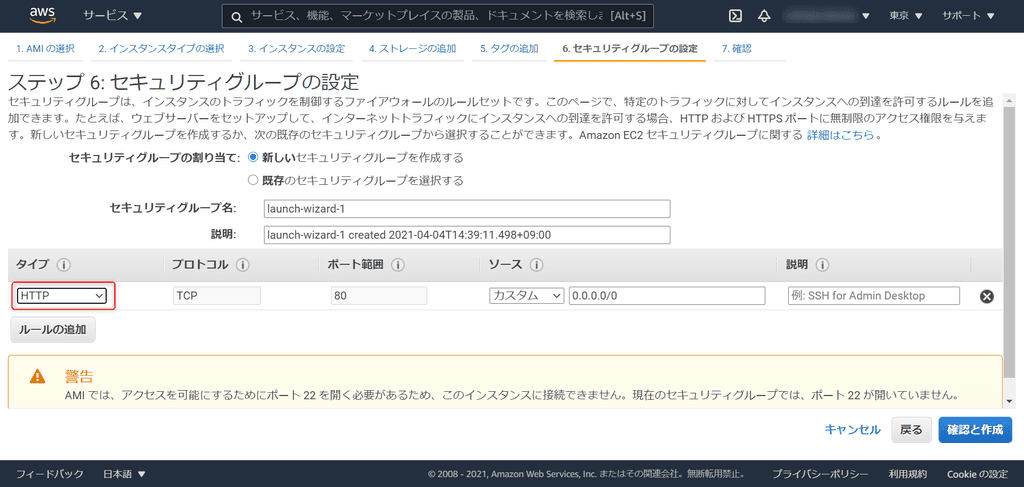 aws サービス ▼ サービス、機能、マーケットプレイスの製品、ドキュメントを検索しま [Alt+S] 東京 ▼ サポート ▼
1. AMI の選択 2. インスタンスタイプの選択 3. インスタンスの設定 4. ストレージの追加 5. タグの追加 6. セキュリティグループの設定 7. 確認
ステップ 6: セキュリティグループの設定
セキュリティグループは、インスタンスのトラフィックを制御するファイアウォールのルールセットです。このページで、特定のトラフィックに対してインスタンスへの到達を許可するルールを追
加できます。たとえば、ウェブサーバーをセットアップして、インターネットトラフィックにインスタンスへの到達を許可する場合、HTTP および HTTPS ポートに無制限のアクセス権限を与えま
す。新しいセキュリティグループを作成するか、次の既存のセキュリティグループから選択することができます。Amazon EC2 セキュリティグループに関する 詳細はこちら 。
セキュリティグループの割り当て: 新しいセキュリティグループを作成する
既存のセキュリティグループを選択する
セキュリティグループ名: launch-wizard-1
説明: launch-wizard-1 created 2021-04-04T14:39:11.498+09:00
タイプ プロトコル ポート範囲 ソース 説明
HTTP TCP 80 カスタム 0.0.0.0/0 例: SSH for Admin Desktop
ルールの追加
警告
AMI では、アクセスを可能にするためにポート 22 を開く必要があるため、このインスタンスに接続できません。現在のセキュリティグループでは、ポート 22 が開いていません。
キャンセル 戻る 確認と作成
フィードバック 日本語 ▼ © 2008 - 2021, Amazon Web Services, Inc. またはその関連会社。無断転用禁止。 プライバシーポリシー 利用規約 Cookie の設定